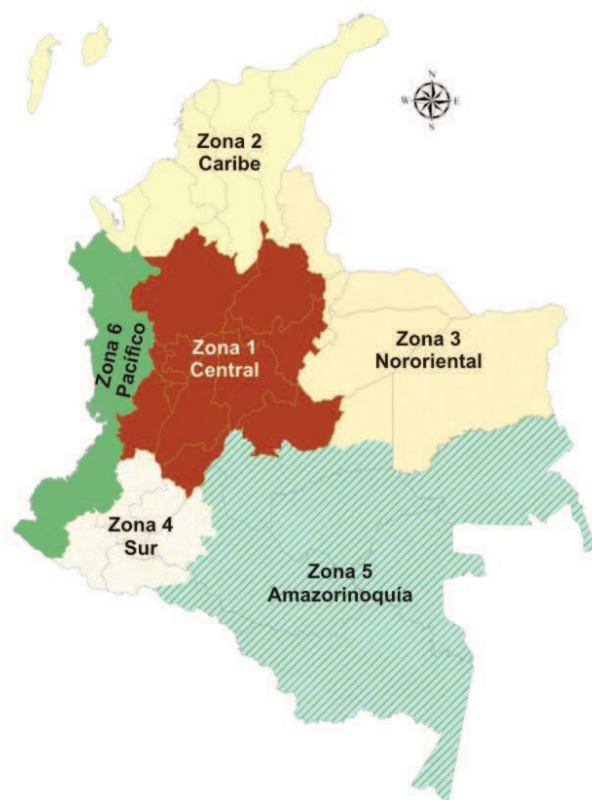 N
W E
S
Zona 2
Caribe
Zona 6
Pacífico
Zona 1
Central
Zona 3
Nororiental
Zona 4
Sur
Zona 5
Amazorinoquía